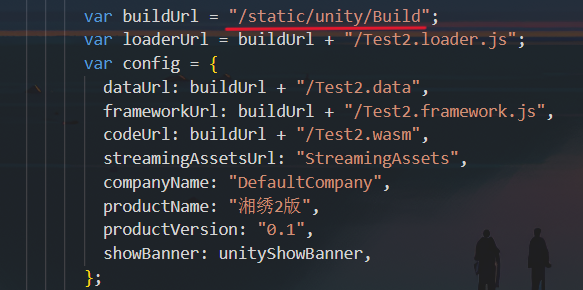 var buildUrl = "/static/unity/Build";
var loaderUrl = buildUrl + "/Test2.loader.js";
var config = {
dataUrl: buildUrl + "/Test2.data",
frameworkUrl: buildUrl + "/Test2.framework.js",
codeUrl: buildUrl + "/Test2.wasm",
streamingAssetsUrl: "StreamingAssets",
companyName: "DefaultCompany",
productName: "湘绣2版",
productVersion: "0.1",
showBanner: unityShowBanner,
};